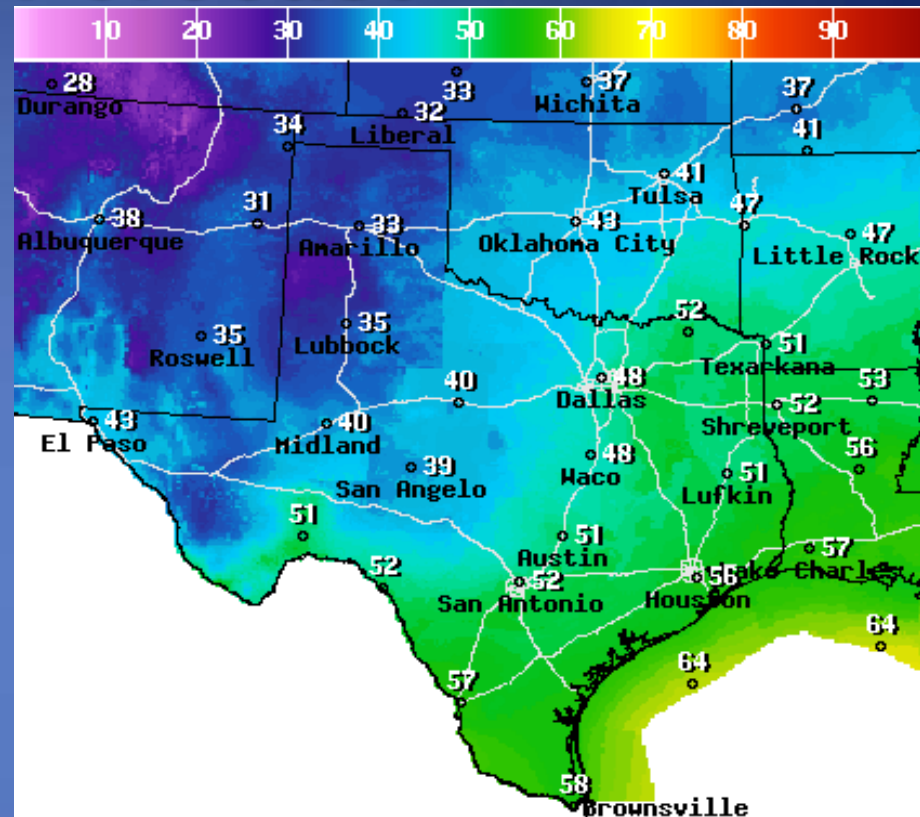 10 20 30 40 50 60 70 80 90
28 Durango
33
37 Wichita
37
32 Liberal
34
41
41 Tulsa
38 Albuquerque
31
33 Amarillo
43 Oklahoma City
47
47 Little Rock
35 Roswell
35 Lubbock
52
51 Texarkana
48 Dallas
40
52 Shreveport
53
43 El Paso
40 Midland
39 San Angelo
48 Waco
51 Lufkin
56
51
51 Austin
57 Lake Charles
52
52 San Antonio
56 Houston
64
64
57
58 Brownsville